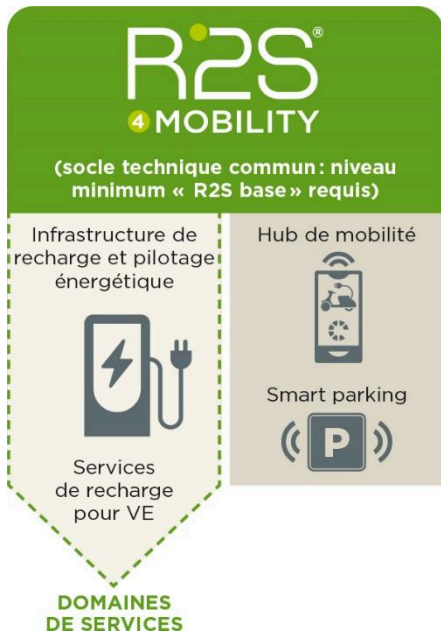 R2S®
4 MOBILITY
(socle technique commun : niveau
minimum « R2S base » requis)
Infrastructure de
recharge et pilotage
énergétique
Services
de recharge
pour VE
Hub de mobilité
Smart parking
P
DOMAINES
DE SERVICES